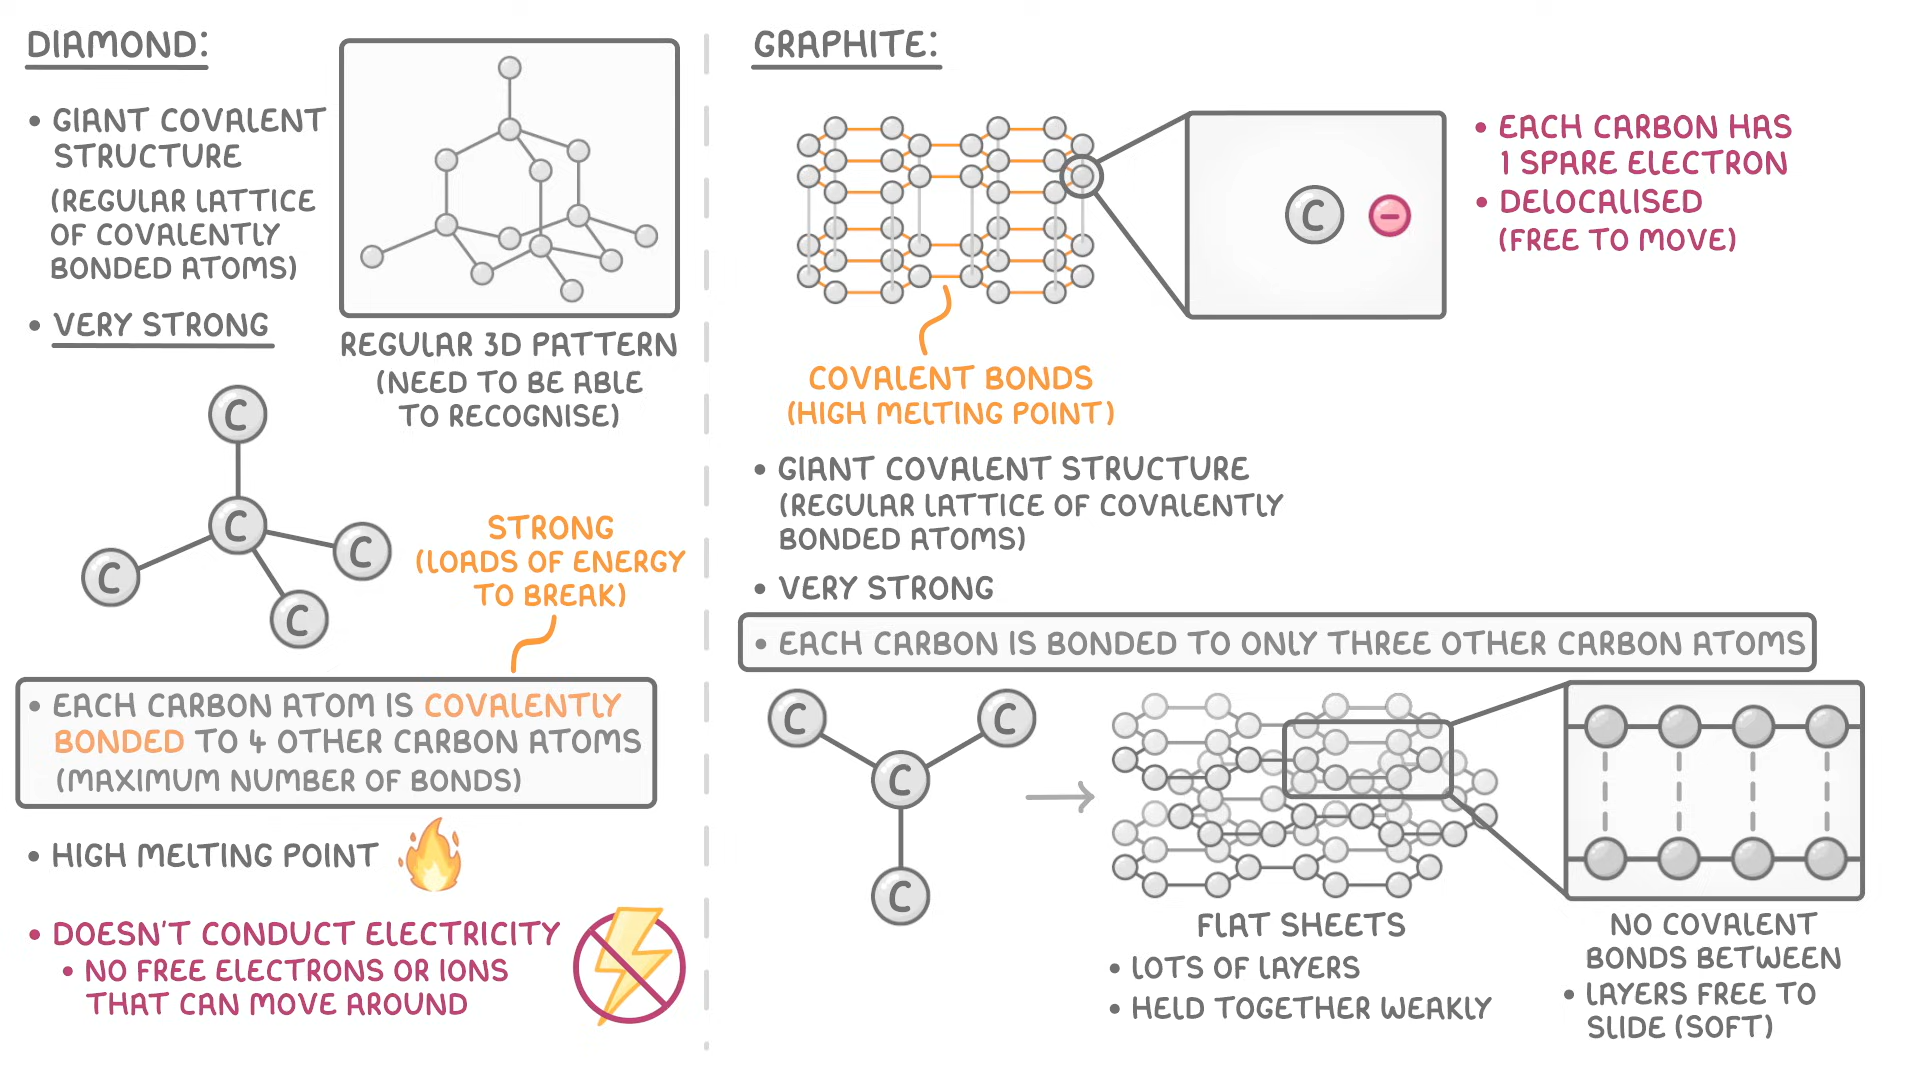 DIAMOND:
• GIANT COVALENT
STRUCTURE
(REGULAR LATTICE
OF COVALENTLY
BONDED ATOMS)
• VERY STRONG
REGULAR 3D PATTERN
(NEED TO BE ABLE
TO RECOGNISE)
C
C
C
C
C
STRONG
(LOADS OF ENERGY
TO BREAK)
• EACH CARBON ATOM IS COVALENTLY
BONDED TO 4 OTHER CARBON ATOMS
(MAXIMUM NUMBER OF BONDS)
• HIGH MELTING POINT
• DOESN'T CONDUCT ELECTRICITY
• NO FREE ELECTRONS OR IONS
THAT CAN MOVE AROUND
GRAPHITE:
C −
• EACH CARBON HAS
1 SPARE ELECTRON
• DELOCALISED
(FREE TO MOVE)
COVALENT BONDS
(HIGH MELTING POINT)
• GIANT COVALENT STRUCTURE
(REGULAR LATTICE OF COVALENTLY
BONDED ATOMS)
• VERY STRONG
• EACH CARBON IS BONDED TO ONLY THREE OTHER CARBON ATOMS
C
C
C
C
FLAT SHEETS
• LOTS OF LAYERS
• HELD TOGETHER WEAKLY
NO COVALENT
BONDS BETWEEN
• LAYERS FREE TO
SLIDE (SOFT)